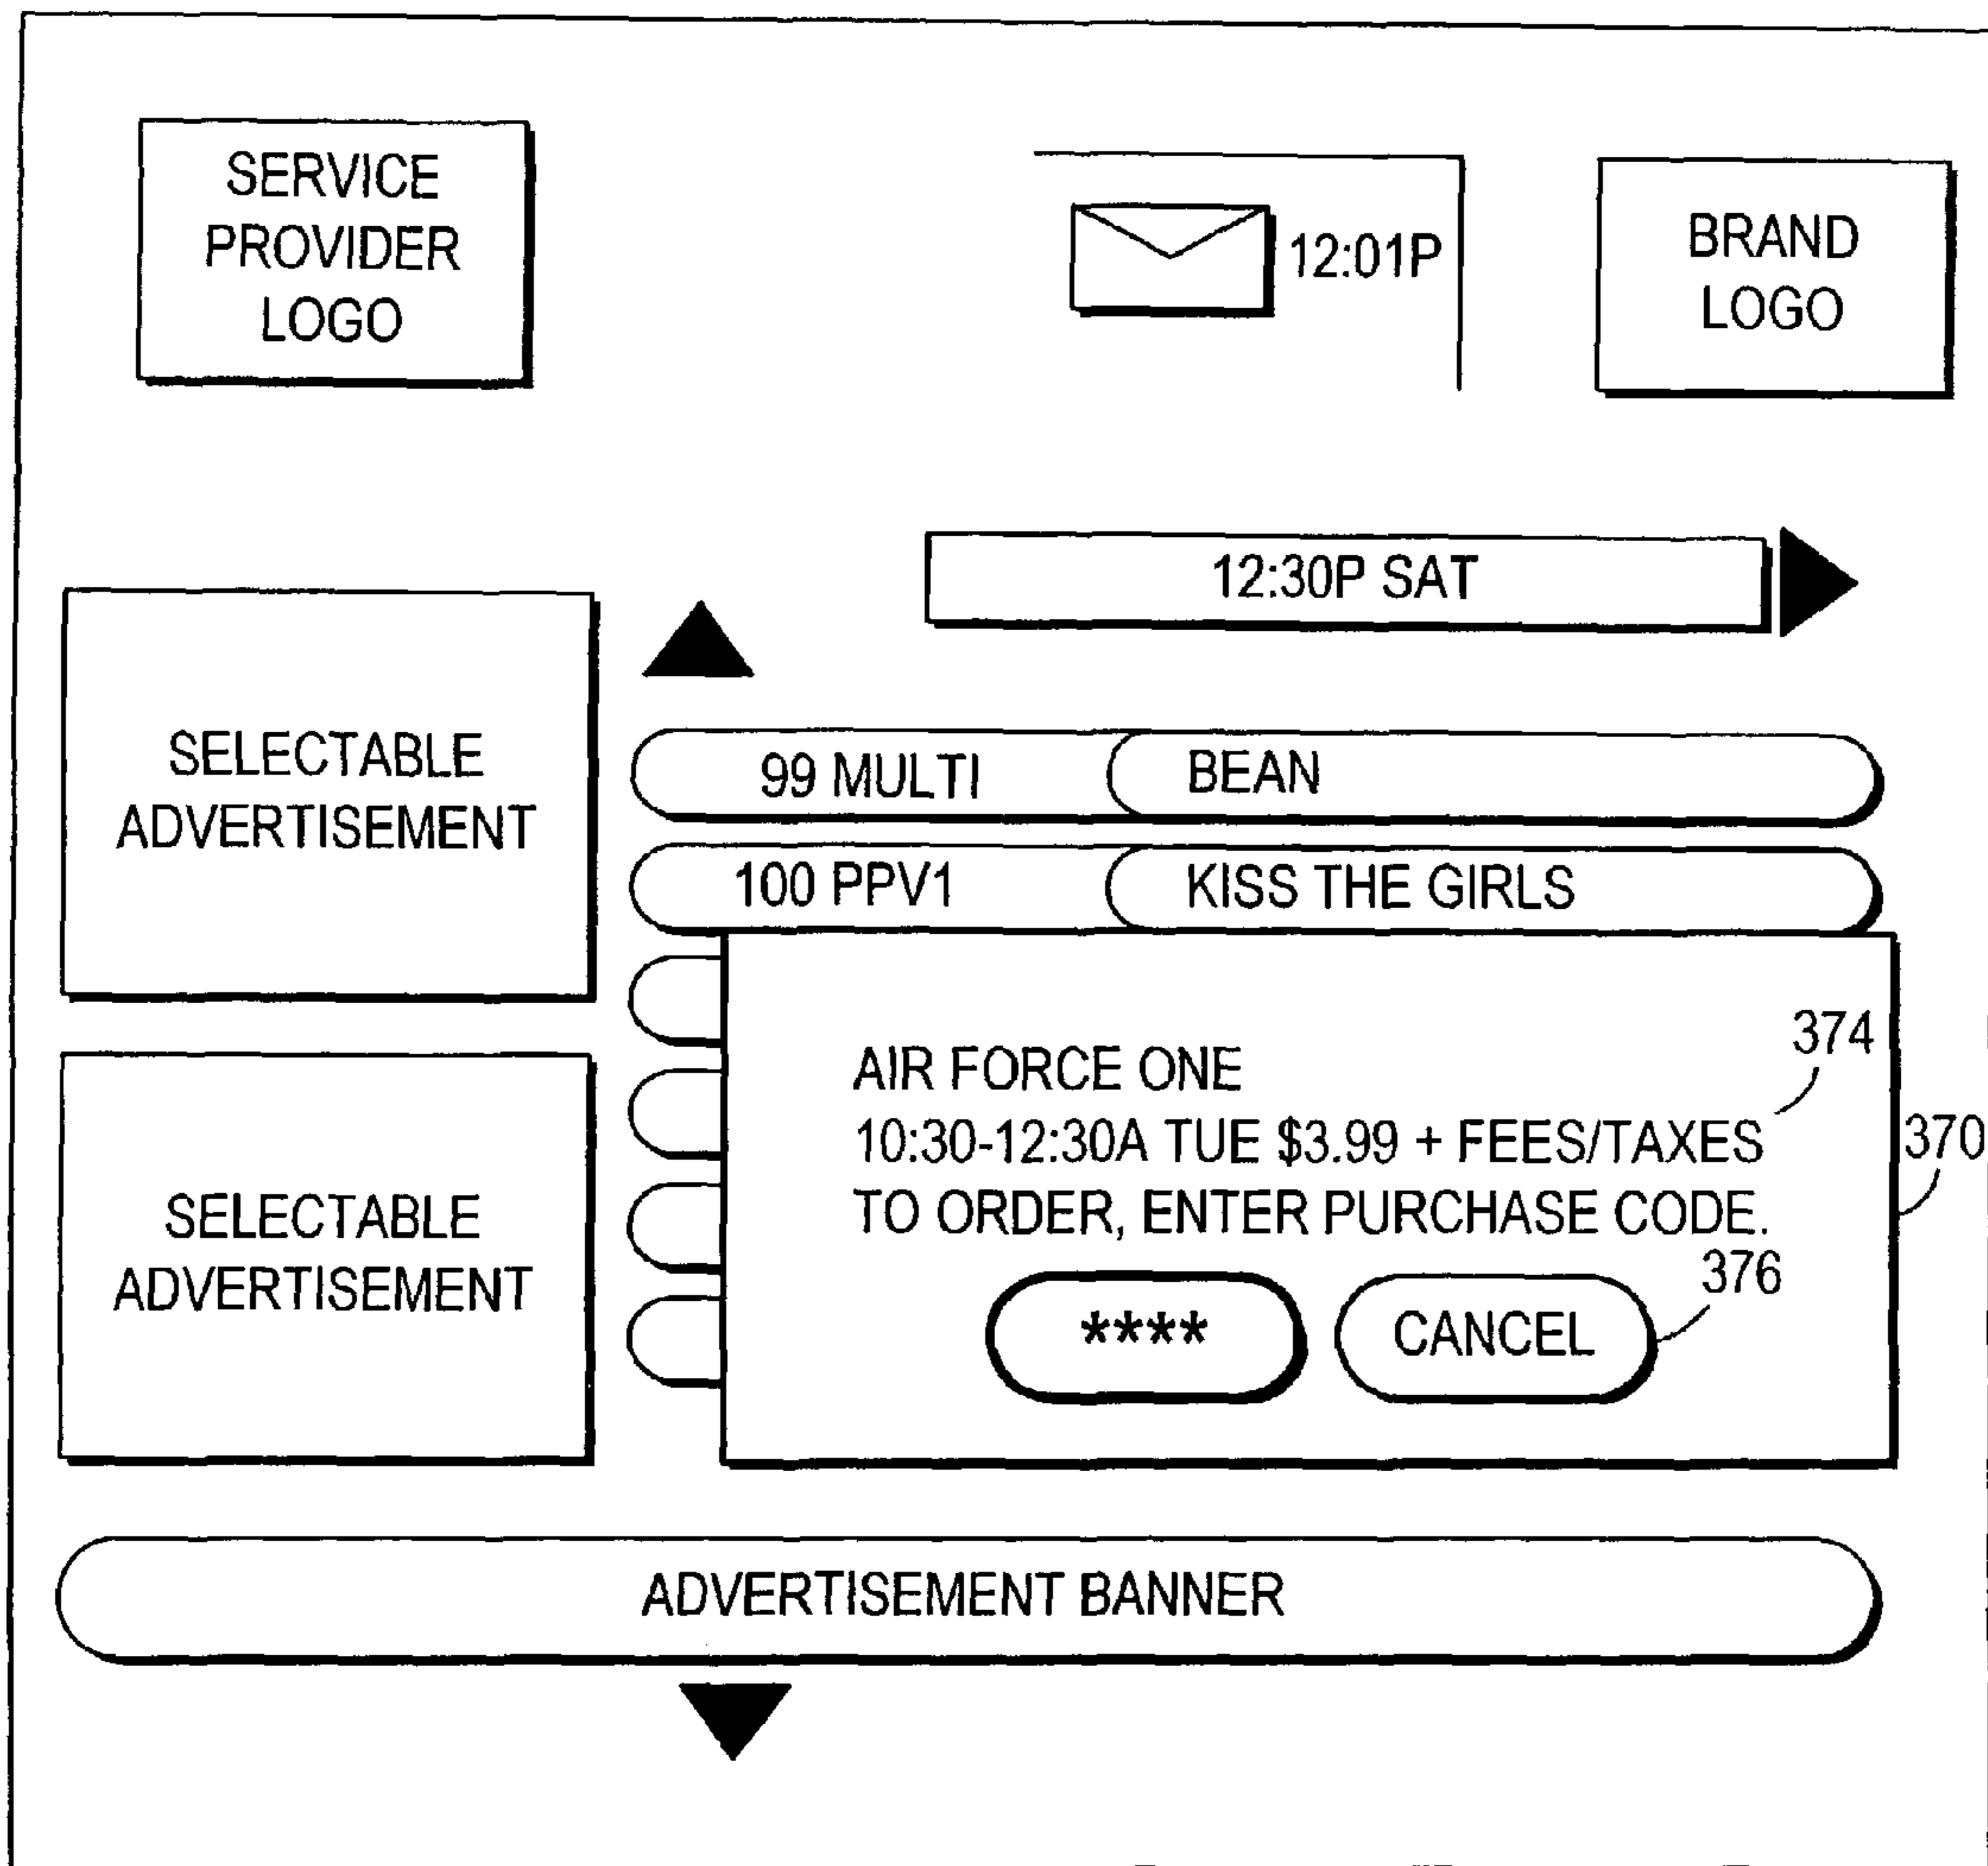 SERVICE
PROVIDER
LOGO
12:01P
BRAND
LOGO
12:30P SAT
SELECTABLE
ADVERTISEMENT
99 MULTI BEAN
100 PPV1 KISS THE GIRLS
374
AIR FORCE ONE
10:30-12:30A TUE $3.99 + FEES/TAXES
370
TO ORDER, ENTER PURCHASE CODE.
376
**** CANCEL
SELECTABLE
ADVERTISEMENT
ADVERTISEMENT BANNER